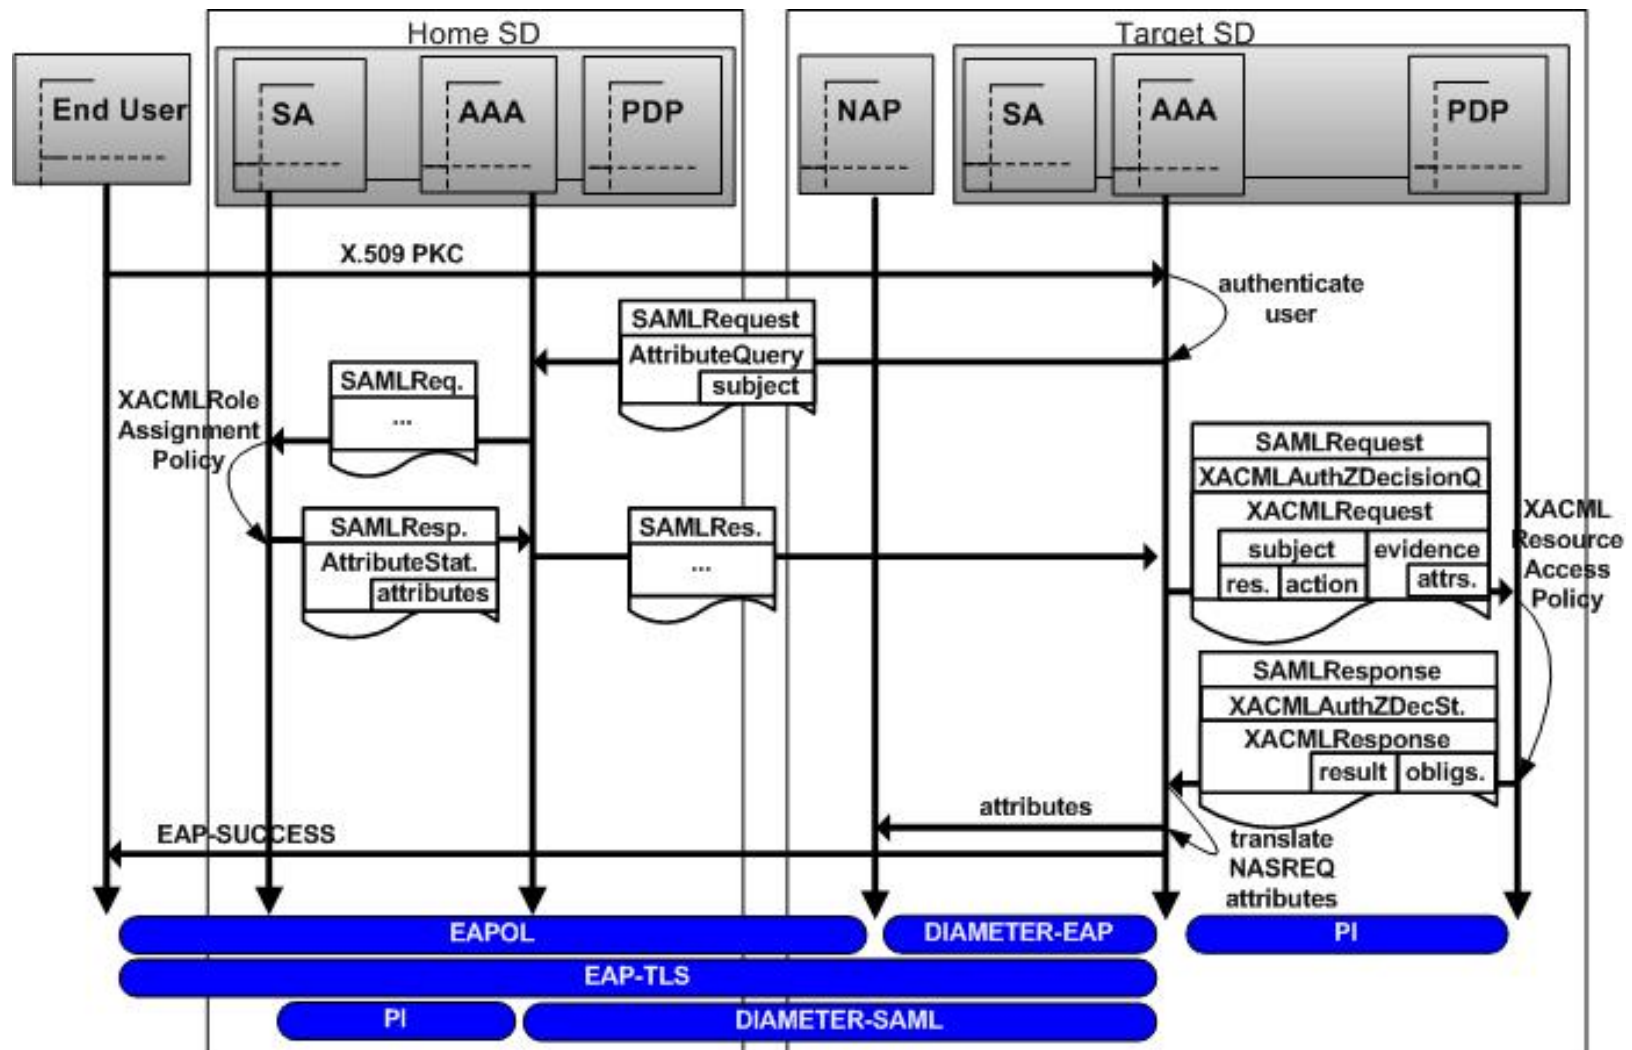 Home SD
Target SD
End User
SA
AAA
PDP
NAP
SA
AAA
PDP
X.509 PKC
authenticate
user
SAMLRequest
AttributeQuery
subject
SAMLReq.
...
XACMLRole
Assignment
Policy
SAMLRequest
XACMLAuthZDecisionQ
XACMLRequest
subject
evidence
res.
action
attrs.
XACML
Resource
Access
Policy
SAMLResp.
AttributeStat.
attributes
SAMLRes.
...
SAMLResponse
XACMLAuthZDecSt.
XACMLResponse
result
obligs.
attributes
EAP-SUCCESS
translate
NASREQ
attributes
EAPOL
DIAMETER-EAP
PI
EAP-TLS
PI
DIAMETER-SAML